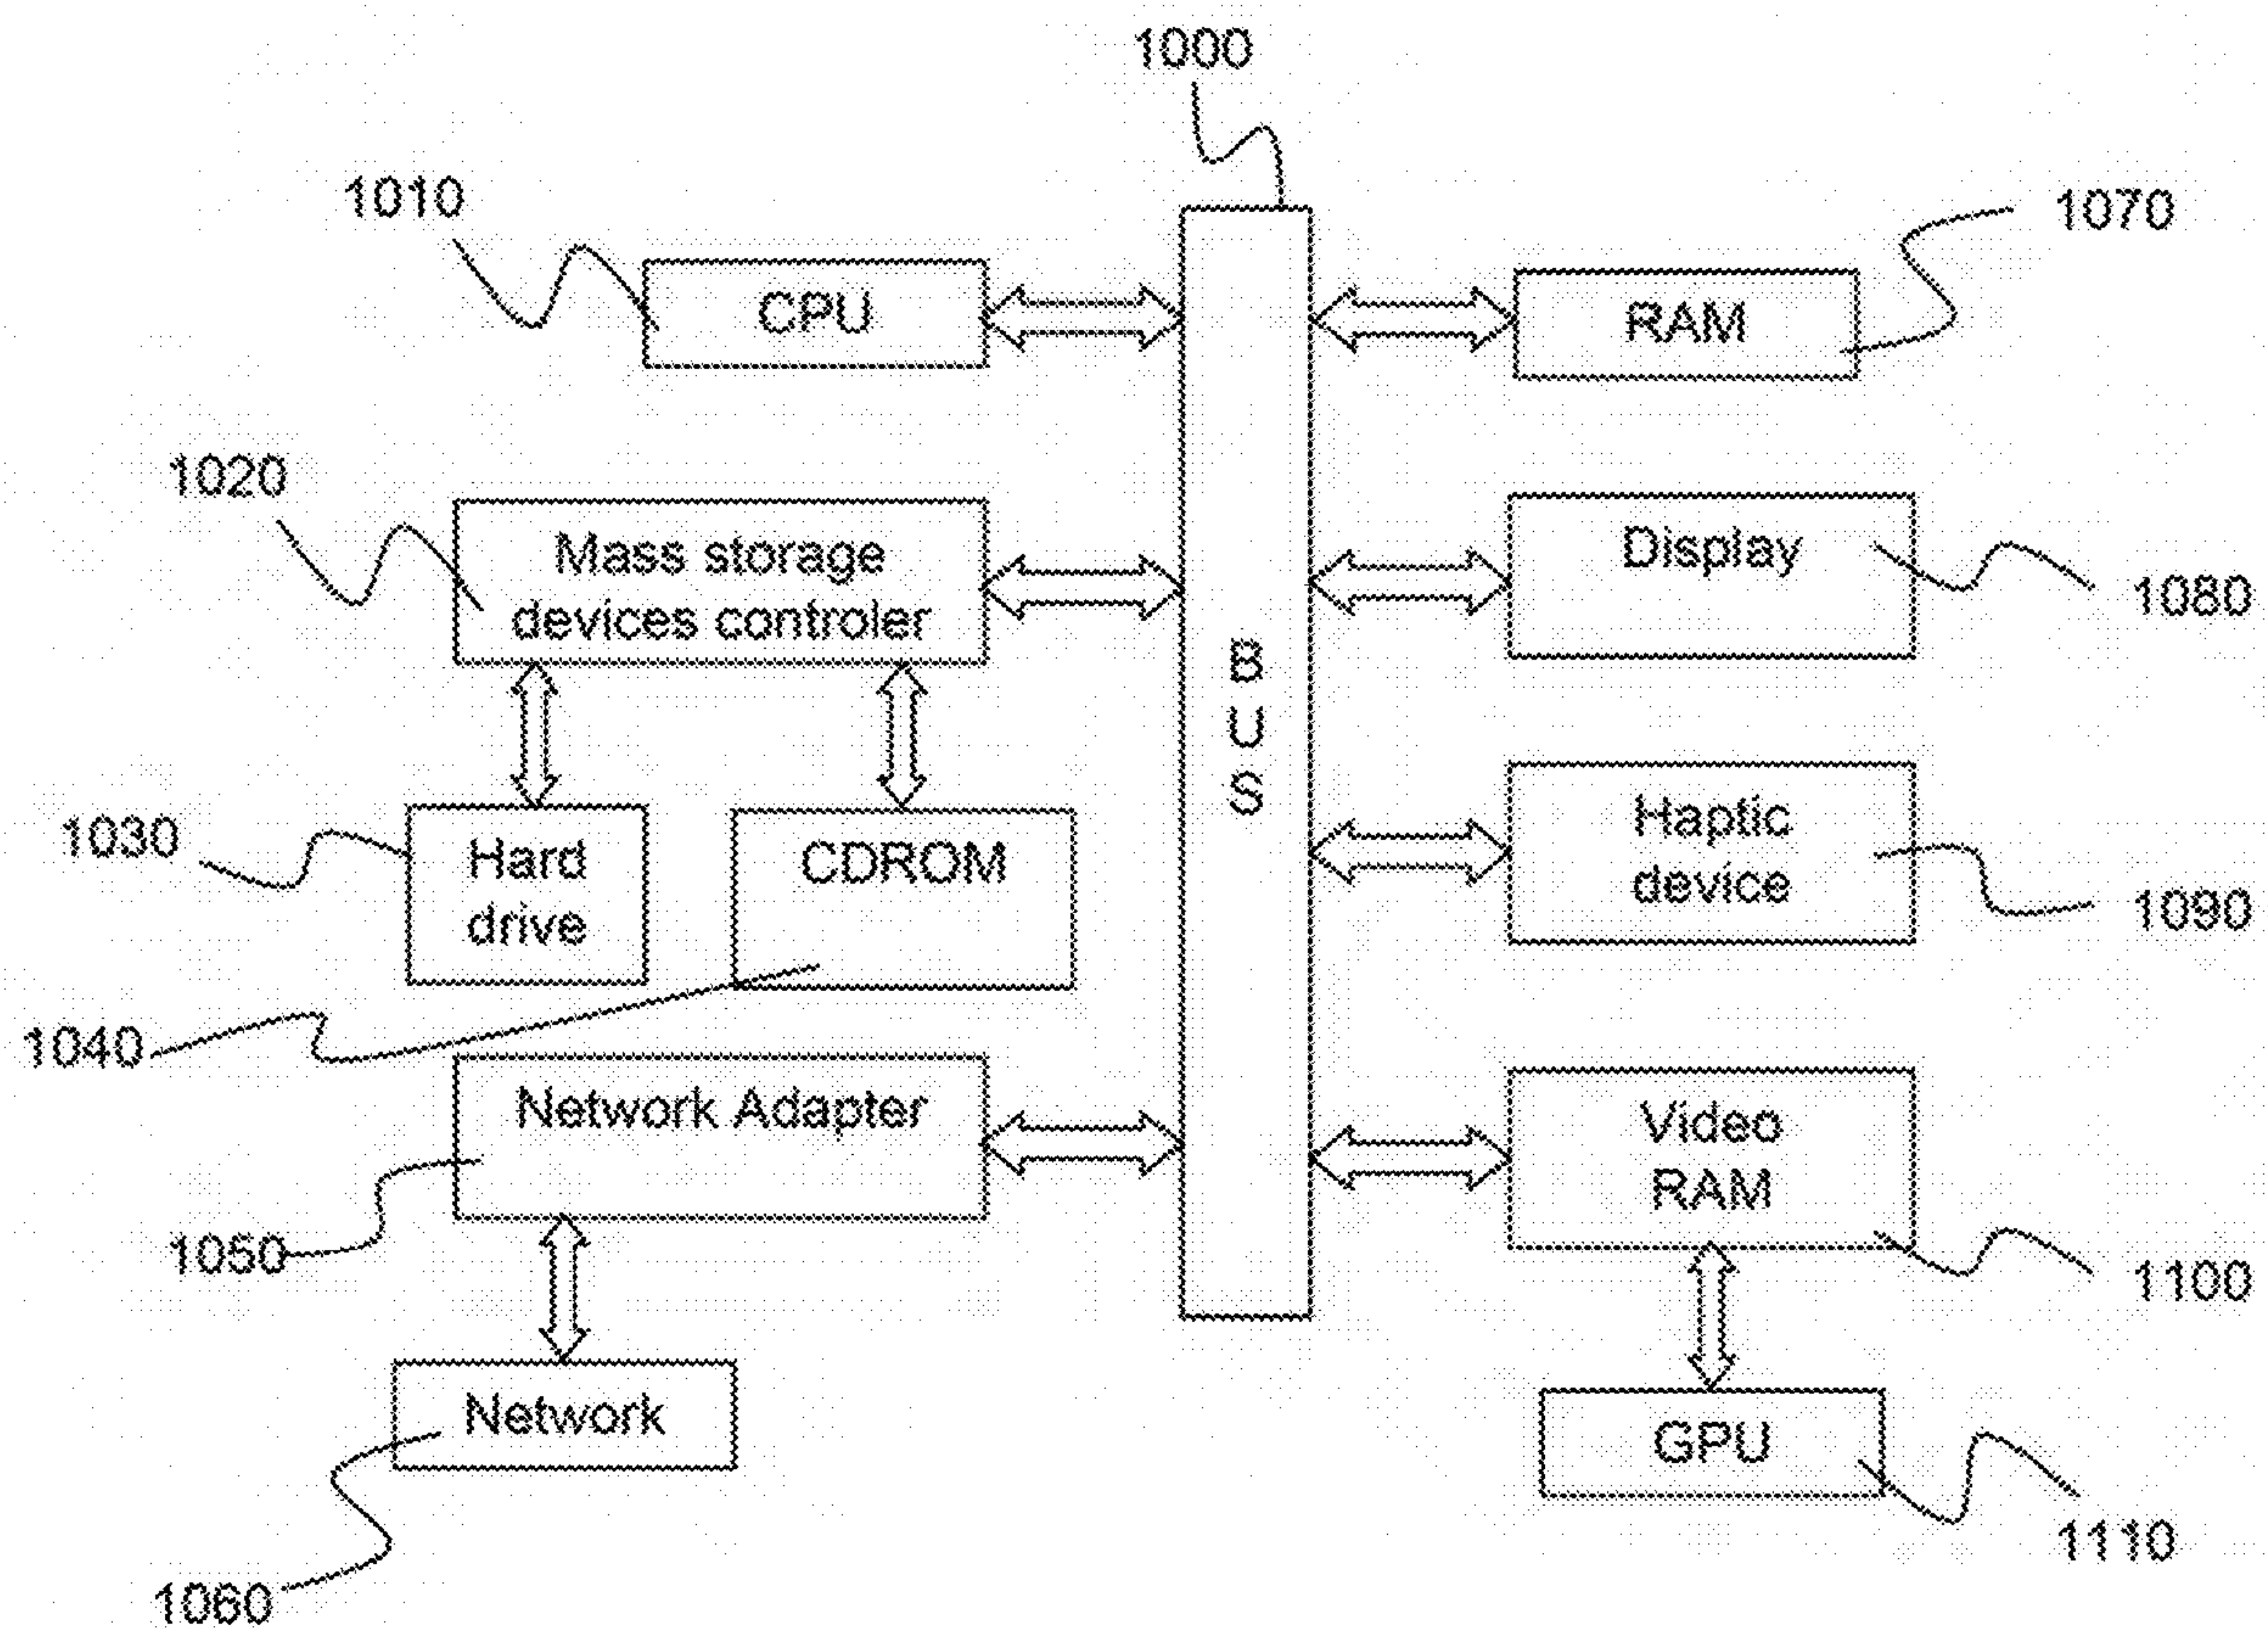 1000
1010
1070
CPU
RAM
1020
Mass storage
devices controler
Display
1080
B
U
S
1030
Hard
drive
CDROM
Haptic
device
1090
1040
Network Adapter
Video
RAM
1050
1100
Network
GPU
1110
1060